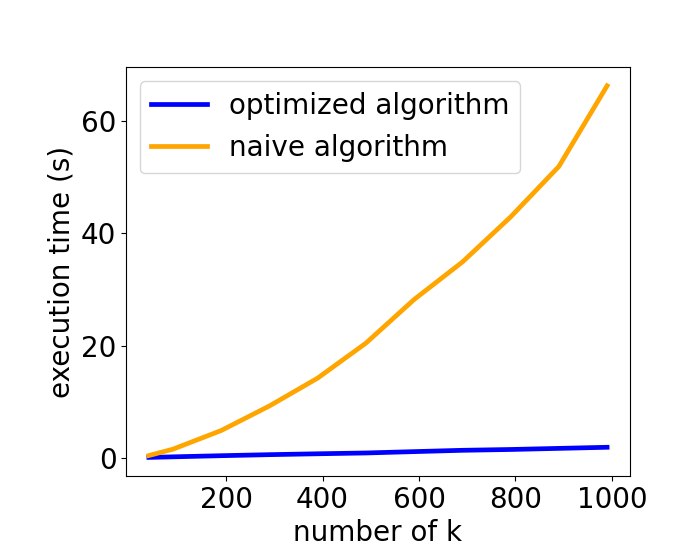 optimized algorithm
naive algorithm
execution time (s)
60
40
20
0
200 400 600 800 1000
number of k